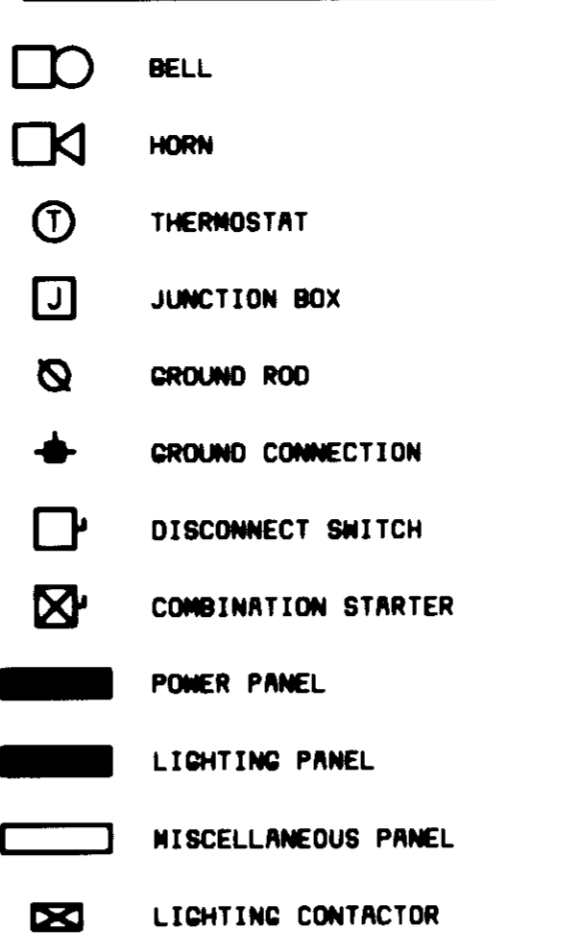 BELL
HORN
T THERMOSTAT
J JUNCTION BOX
GROUND ROD
GROUND CONNECTION
DISCONNECT SWITCH
COMBINATION STARTER
POWER PANEL
LIGHTING PANEL
MISCELLANEOUS PANEL
LIGHTING CONTACTOR